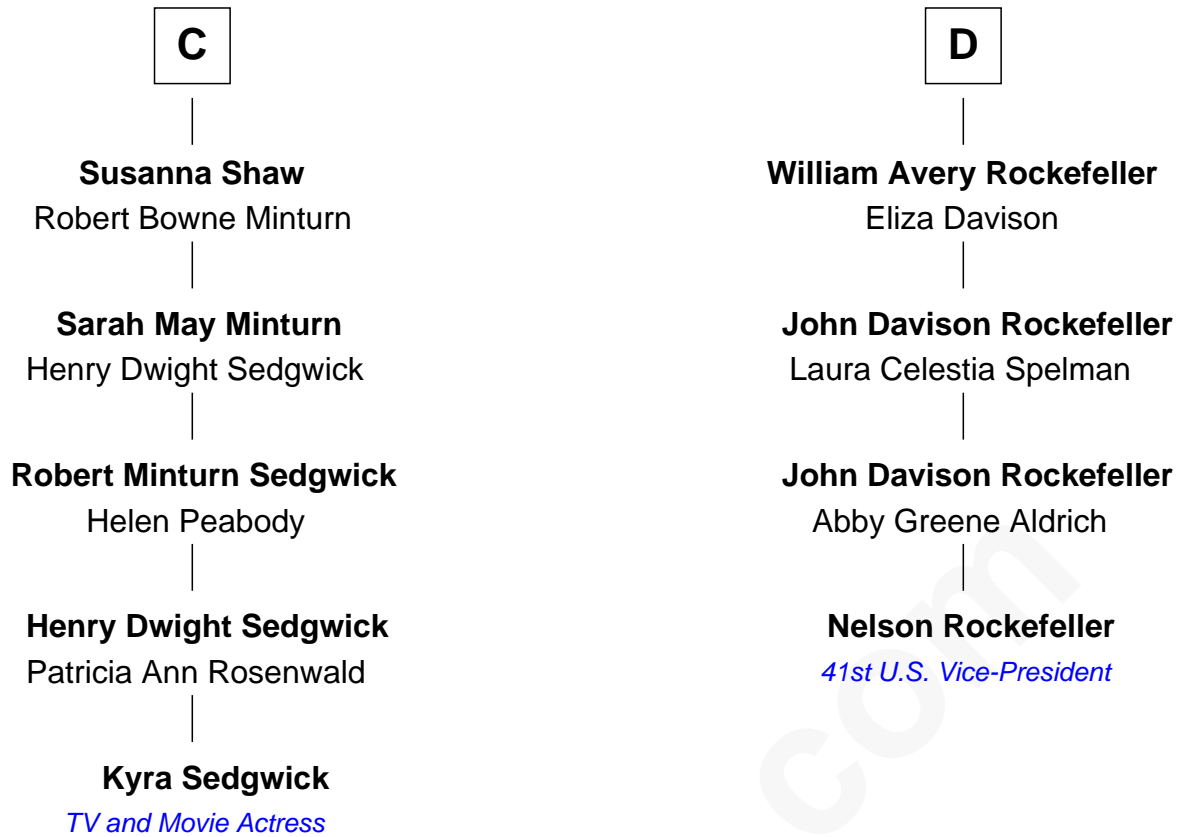 C
Susanna Shaw
Robert Bowne Minturn
Sarah May Minturn
Henry Dwight Sedgwick
Robert Minturn Sedgwick
Helen Peabody
Henry Dwight Sedgwick
Patricia Ann Rosenwald
Kyra Sedgwick
TV and Movie Actress
D
William Avery Rockefeller
Eliza Davison
John Davison Rockefeller
Laura Celestia Spelman
John Davison Rockefeller
Abby Greene Aldrich
Nelson Rockefeller
41st U.S. Vice-President
com